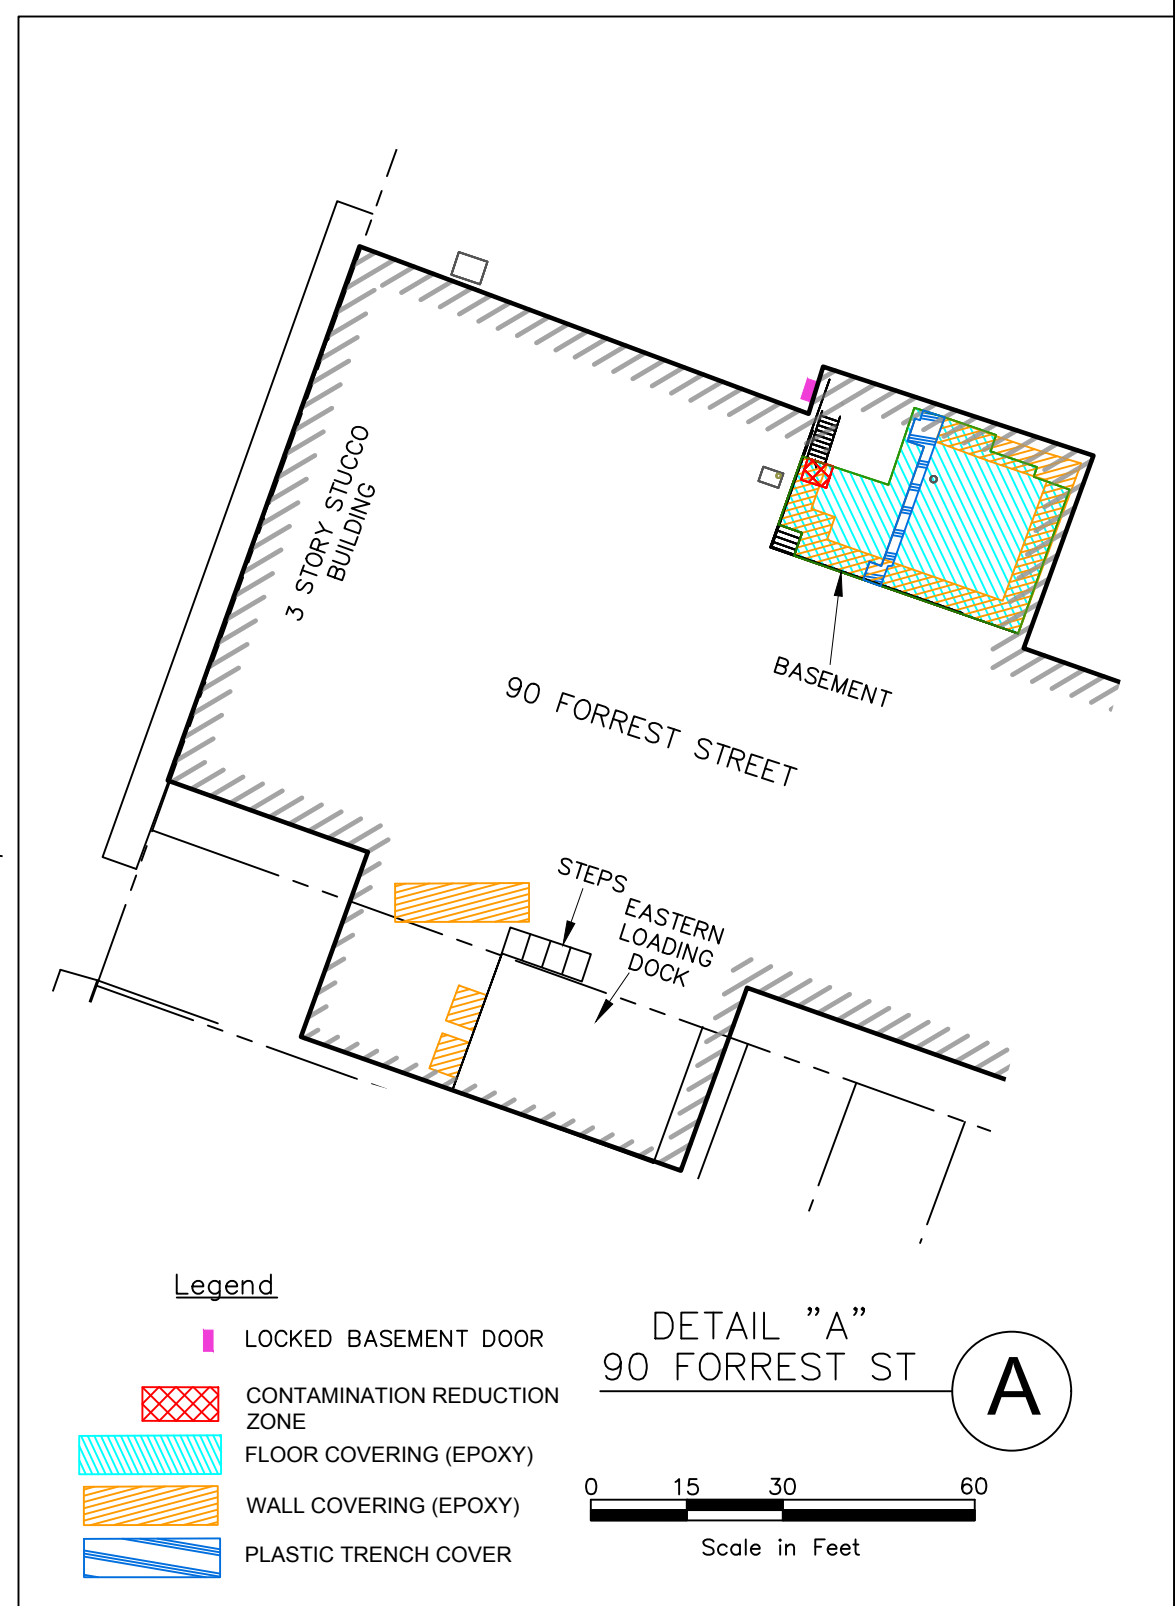 3 STORY STUCCO
BUILDING
BASEMENT
90 FORREST STREET
STEPS
EASTERN
LOADING
DOCK
Legend
LOCKED BASEMENT DOOR
CONTAMINATION REDUCTION
ZONE
FLOOR COVERING (EPOXY)
WALL COVERING (EPOXY)
PLASTIC TRENCH COVER
DETAIL "A"
90 FORREST ST
A
0 15 30 60
Scale in Feet